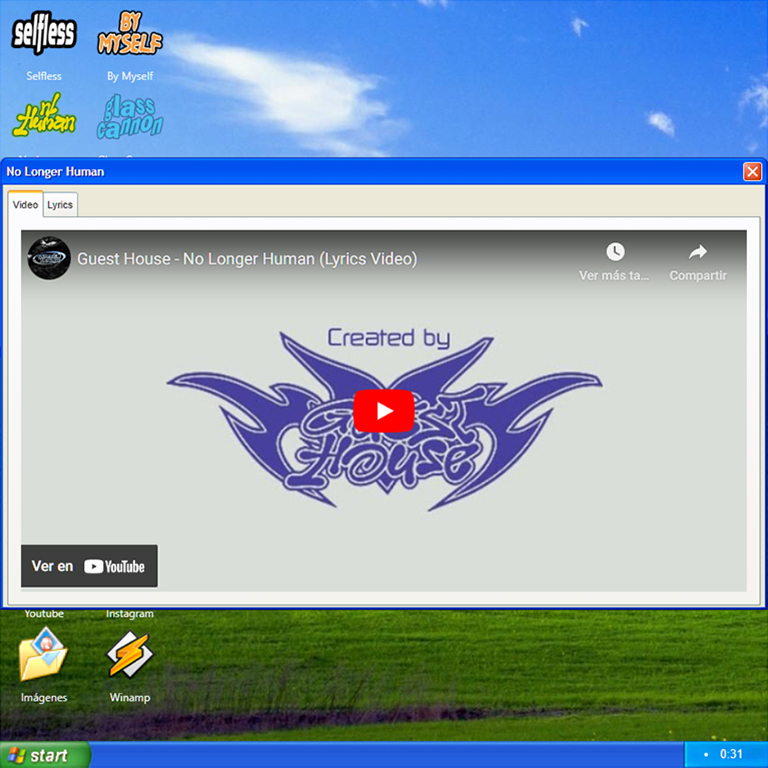 selfless
BY MYSELF
Selfless
By Myself
nl Human
glass cannon
No Longer Human
Video
Lyrics
Guest House - No Longer Human (Lyrics Video)
Ver más ta...
Compartir
Created by
GUEST
HOUSE
Ver en YouTube
Youtube
Instagram
Imágenes
Winamp
start
0:31